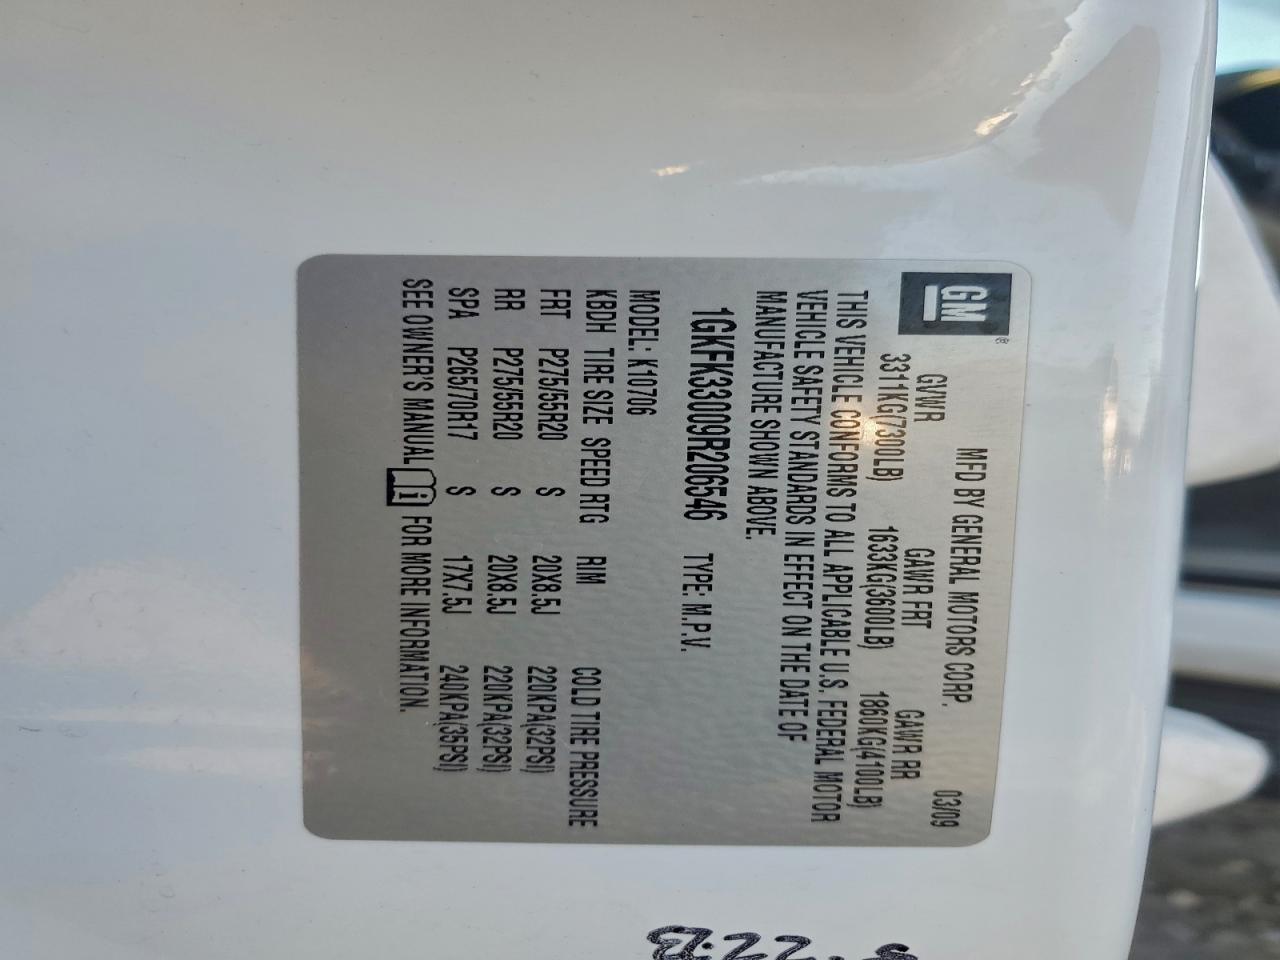 GM®
MFD BY GENERAL MOTORS CORP. 03/09
GVWR GAWR FRT GAWR RR
3311KG(7300LB) 1633KG(3600LB) 1860KG(4100LB)
THIS VEHICLE CONFORMS TO ALL APPLICABLE U.S. FEDERAL MOTOR
VEHICLE SAFETY STANDARDS IN EFFECT ON THE DATE OF
MANUFACTURE SHOWN ABOVE.
1GKFK33009R206546 TYPE: M.P.V.
MODEL: K10706
KBDH TIRE SIZE SPEED RTG RIM COLD TIRE PRESSURE
FRT P275/55R20 S 20X8.5J 220KPA(32PSI)
RR P275/55R20 S 20X8.5J 220KPA(32PSI)
SPA P265/70R17 S 17X7.5J 240KPA(35PSI)
SEE OWNER'S MANUAL FOR MORE INFORMATION.